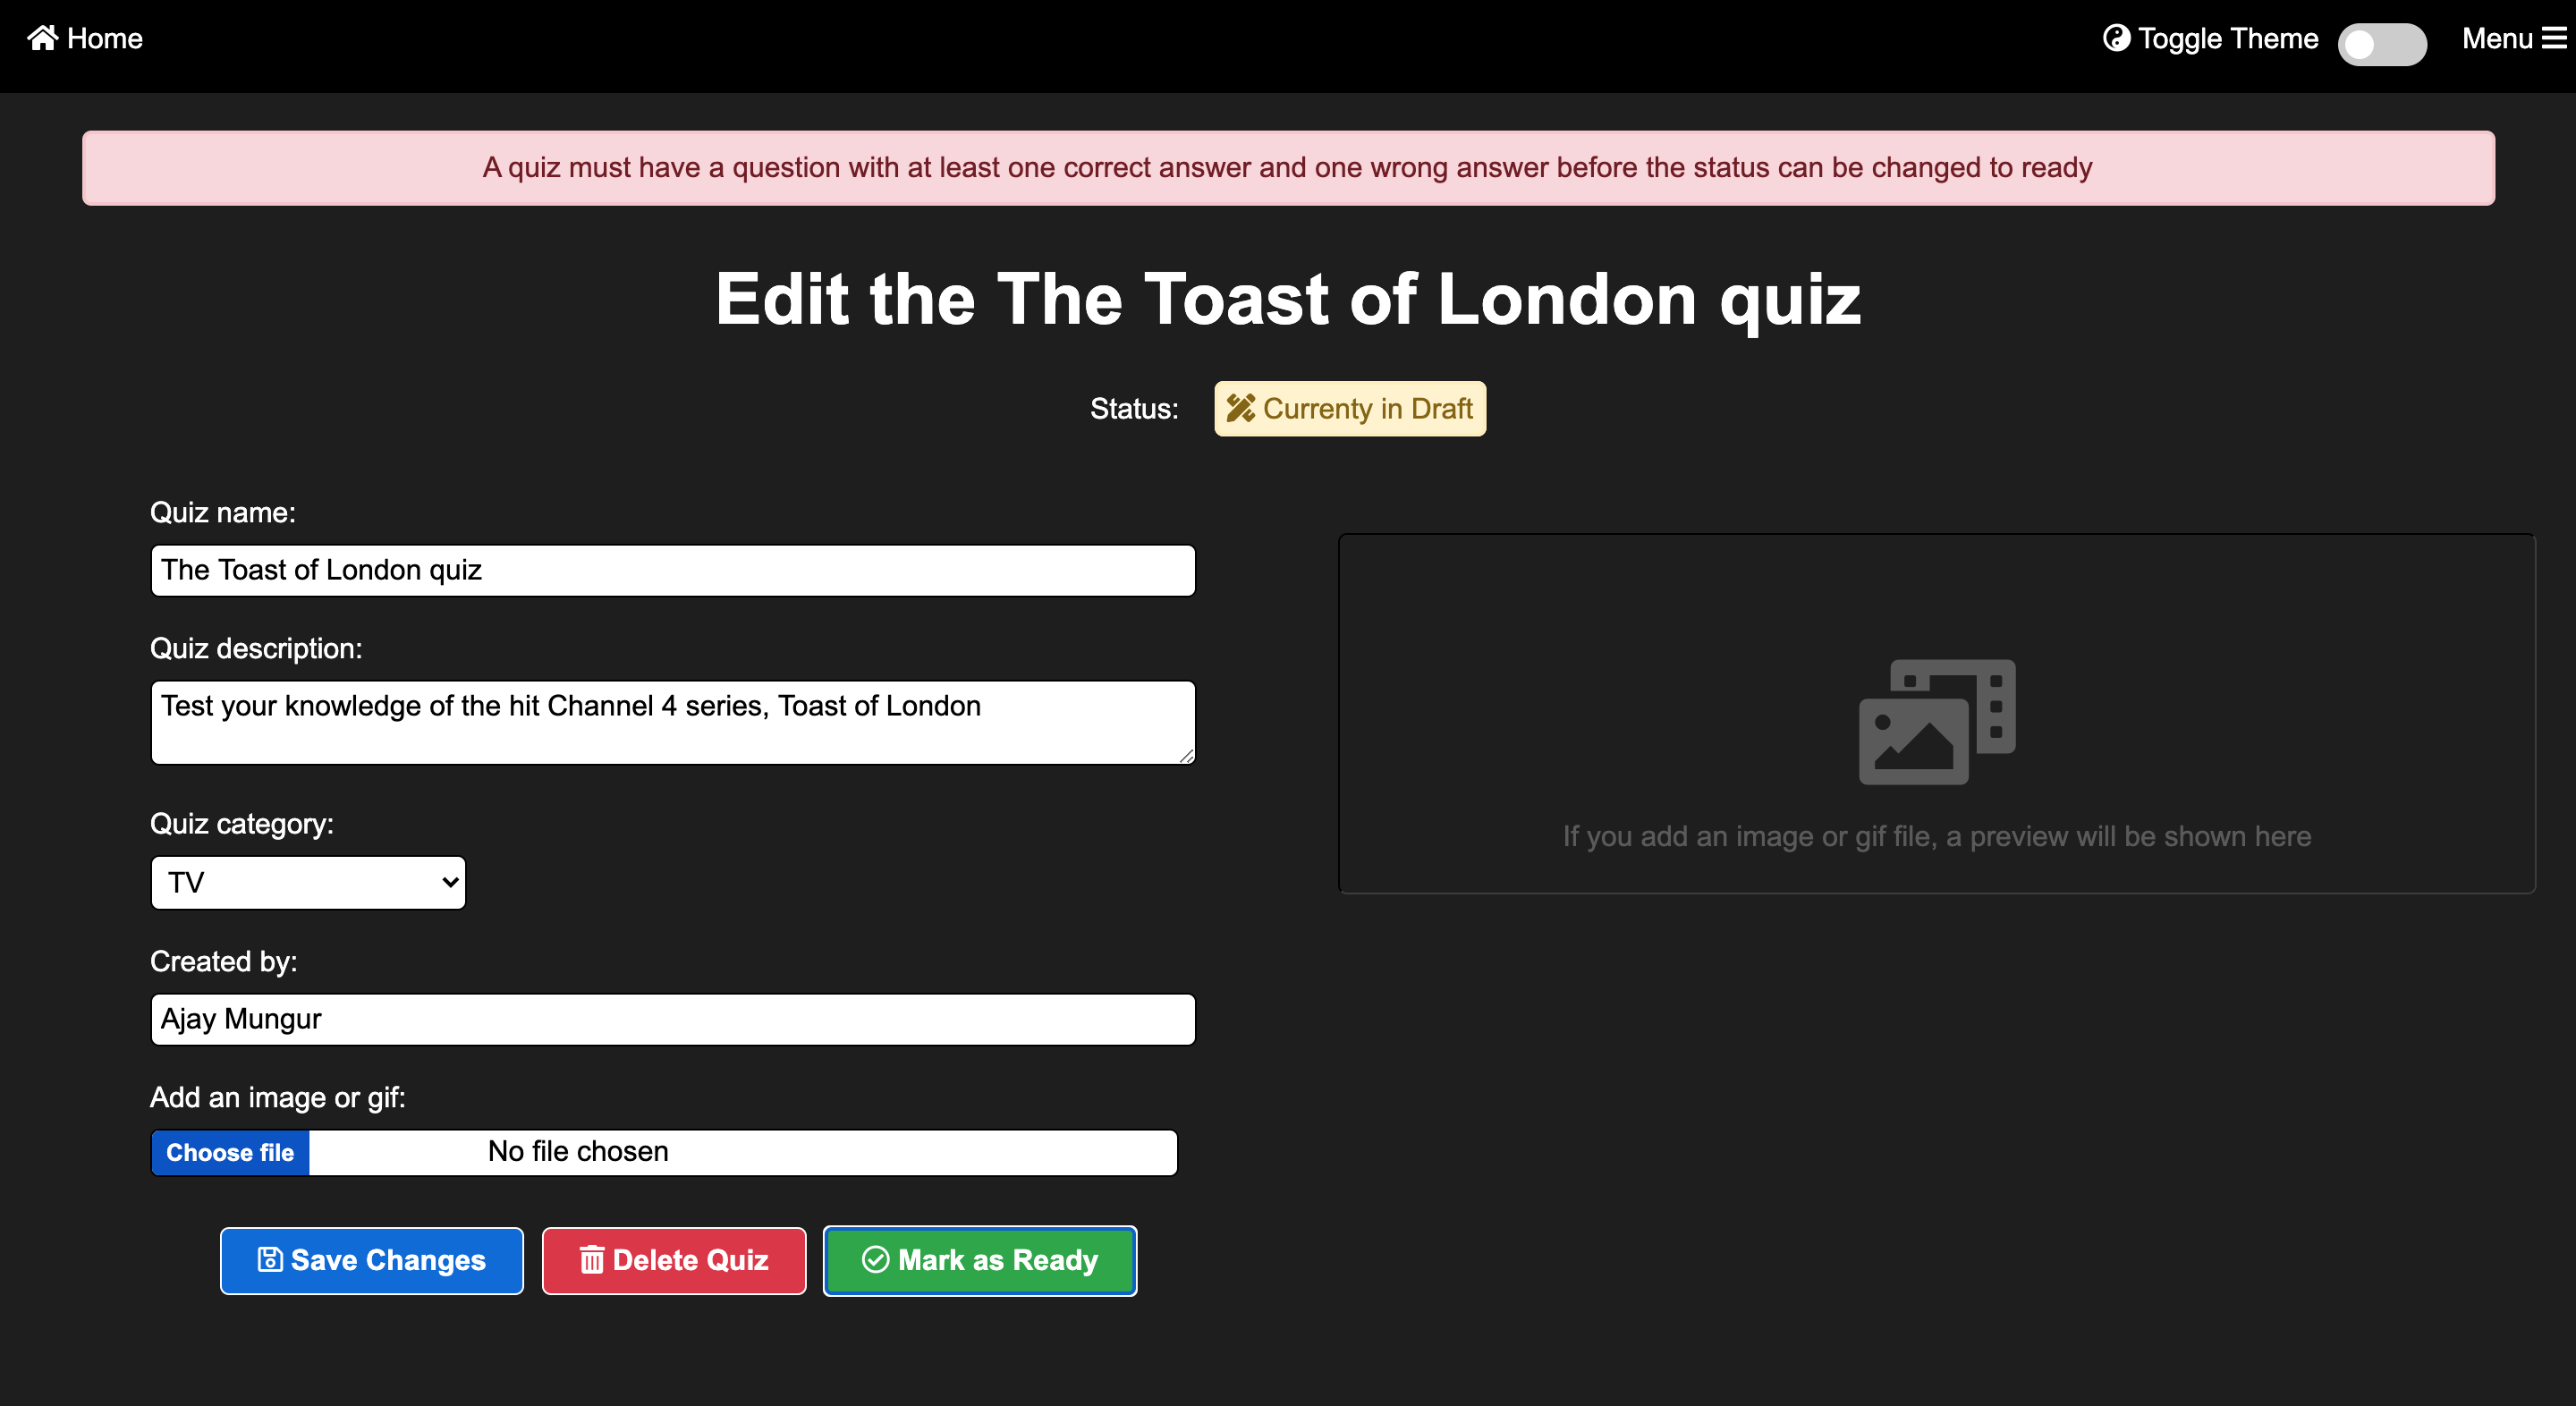 Home
Toggle Theme
Menu
A quiz must have a question with at least one correct answer and one wrong answer before the status can be changed to ready
Edit the The Toast of London quiz
Status:
Currenty in Draft
Quiz name:
The Toast of London quiz
Quiz description:
Test your knowledge of the hit Channel 4 series, Toast of London
Quiz category:
TV
Created by:
Ajay Mungur
Add an image or gif:
Choose file
No file chosen
Save Changes
Delete Quiz
Mark as Ready
If you add an image or gif file, a preview will be shown here